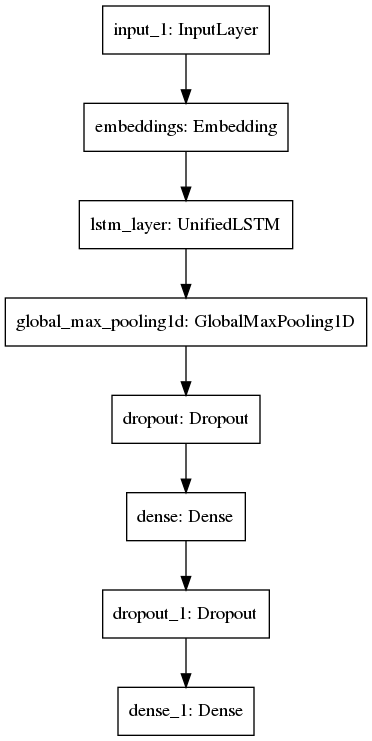 input_1: InputLayer
embeddings: Embedding
lstm_layer: UnifiedLSTM
global_max_pooling1d: GlobalMaxPooling1D
dropout: Dropout
dense: Dense
dropout_1: Dropout
dense_1: Dense